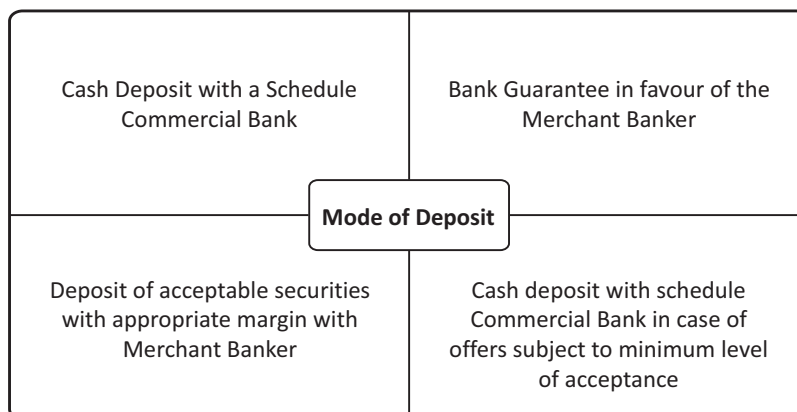 Cash Deposit with a Schedule
Commercial Bank
Bank Guarantee in favour of the
Merchant Banker
Mode of Deposit
Deposit of acceptable securities
with appropriate margin with
Merchant Banker
Cash deposit with schedule
Commercial Bank in case of
offers subject to minimum level
of acceptance